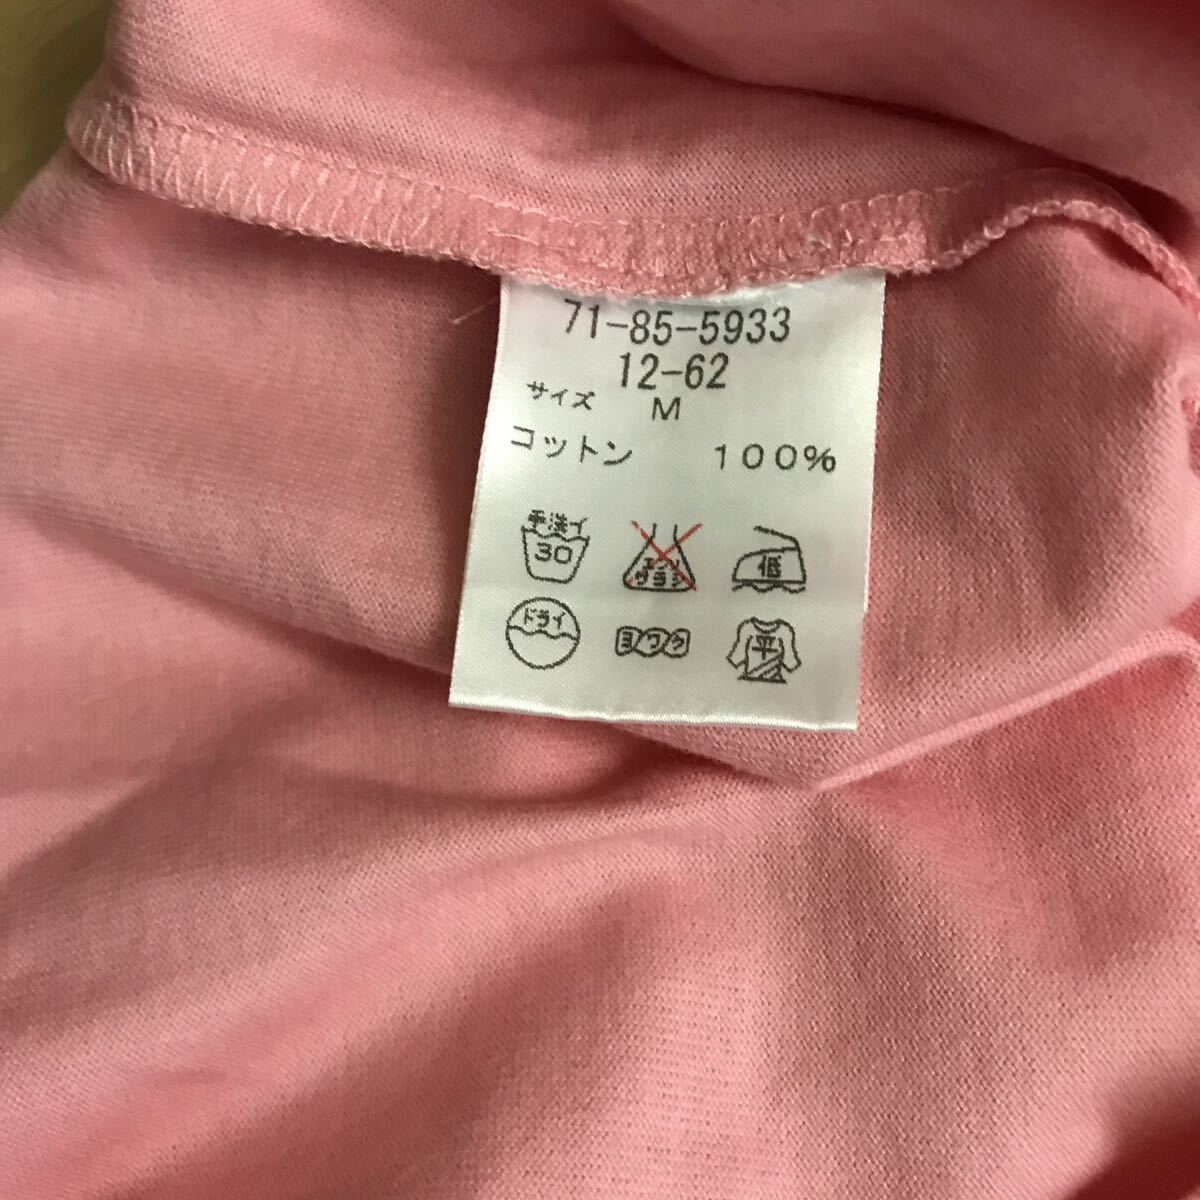 71-85-5933
12-62
サイズ M
コットン 100%
手洗イ
30
エンソ
サラシ
低
ドライ
ヨワク
平